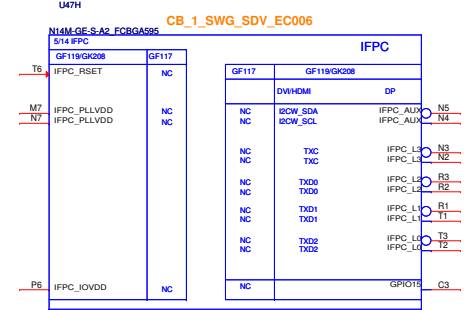 U47H
CB_1_SWG_SDV_EC006
N14M-GE-S-A2_FCBGA595
5/14 IFPC
IFPC
GF119/GK208 GF117
GF117 GF119/GK208
T6 IFPC_RSET NC
DVI/HDMI DP
M7 IFPC_PLLVDD NC
N7 IFPC_PLLVDD NC
NC I2CW_SDA IFPC_AUX N5
NC I2CW_SCL IFPC_AUX N4
NC TXC IFPC_L3 N3
NC TXC IFPC_L3 N2
NC TXD0 IFPC_L2 R3
NC TXD0 IFPC_L2 R2
NC TXD1 IFPC_L1 R1
NC TXD1 IFPC_L1 T1
NC TXD2 IFPC_L0 T3
NC TXD2 IFPC_L0 T2
P6 IFPC_IOVDD NC
NC GPIO15 C3